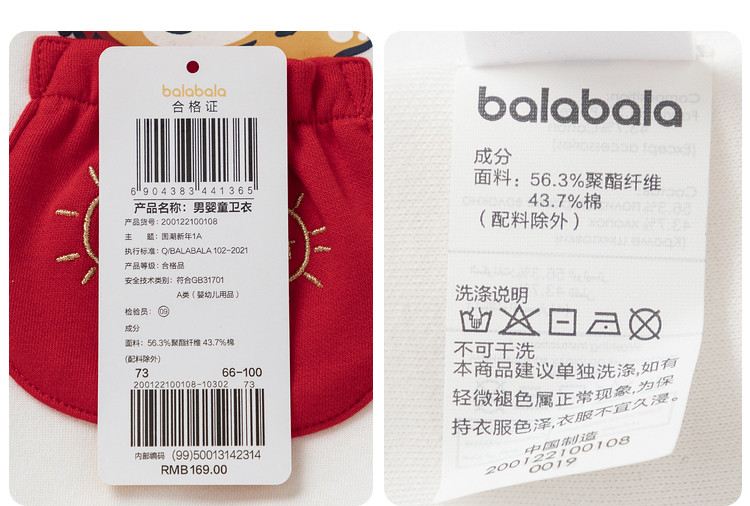 balabala
合格证
6 904383 441365
产品名称：男婴童卫衣
产品货号：200122100108
主　　题：国潮新年1A
执行标准：Q/BALABALA 102-2021
产品等级：合格品
安全技术类别：符合GB31701
A类（婴幼儿用品）
检验员：09
成分
面料：56.3%聚酯纤维 43.7%棉
(配料除外)
73　66-100
200122100108-10302　73
内部编码　(99)50013142314
RMB169.00
balabala
成分
面料：56.3%聚酯纤维
43.7%棉
（配料除外）
洗涤说明
不可干洗
本商品建议单独洗涤,如有
轻微褪色属正常现象,为保
持衣服色泽,衣服不宜久浸。
中国制造
200122100108
0019